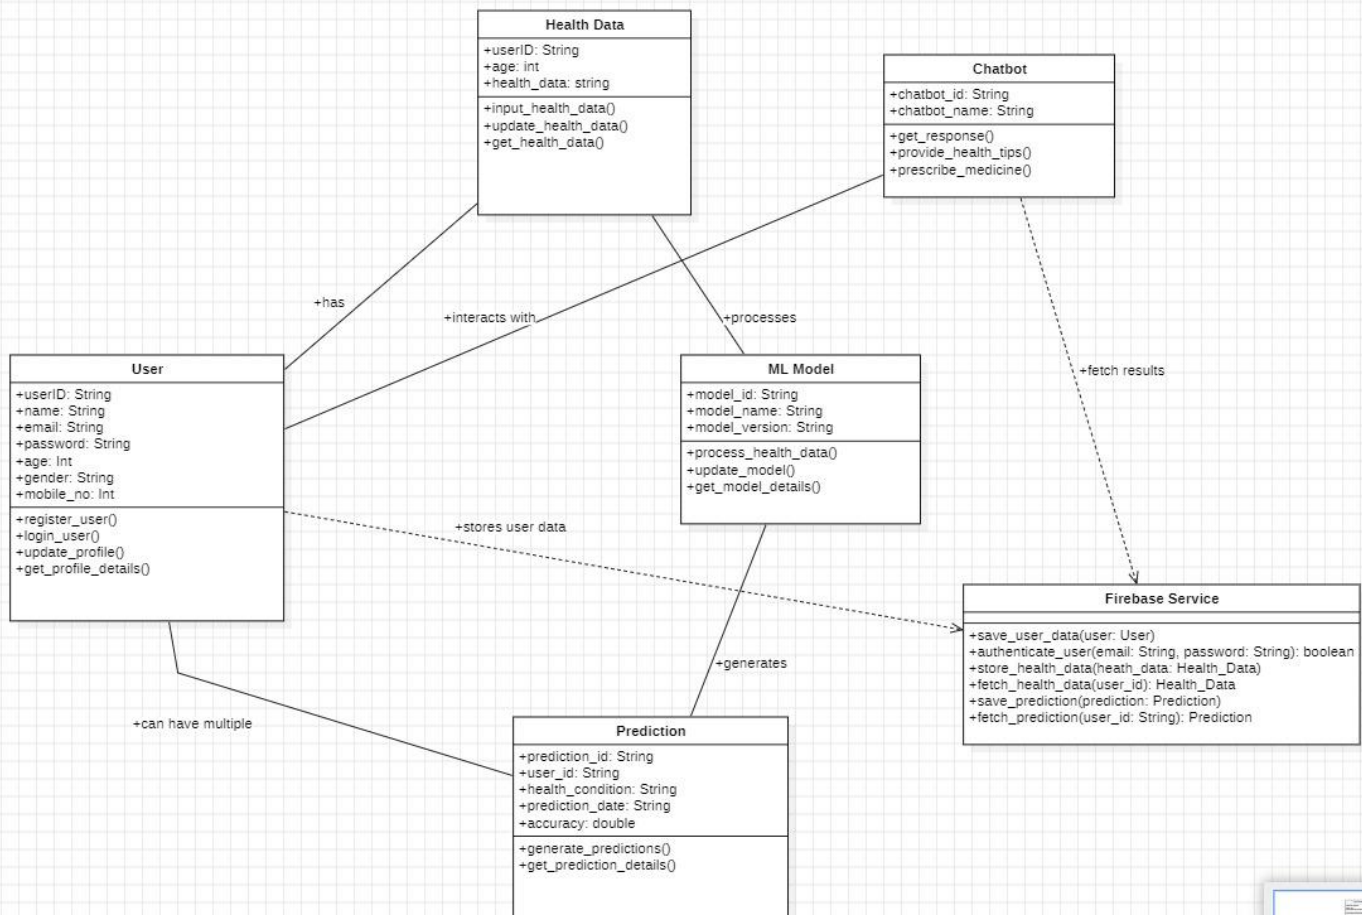 Health Data
+userID: String
+age: int
+health_data: string
+input_health_data()
+update_health_data()
+get_health_data()
Chatbot
+chatbot_id: String
+chatbot_name: String
+get_response()
+provide_health_tips()
+prescribe_medicine()
+has
+interacts with
+processes
+fetch results
User
+userID: String
+name: String
+email: String
+password: String
+age: Int
+gender: String
+mobile_no: Int
+register_user()
+login_user()
+update_profile()
+get_profile_details()
ML Model
+model_id: String
+model_name: String
+model_version: String
+process_health_data()
+update_model()
+get_model_details()
+stores user data
Firebase Service
+save_user_data(user: User)
+authenticate_user(email: String, password: String): boolean
+store_health_data(heath_data: Health_Data)
+fetch_health_data(user_id): Health_Data
+save_prediction(prediction: Prediction)
+fetch_prediction(user_id: String): Prediction
+generates
+can have multiple
Prediction
+prediction_id: String
+user_id: String
+health_condition: String
+prediction_date: String
+accuracy: double
+generate_predictions()
+get_prediction_details()